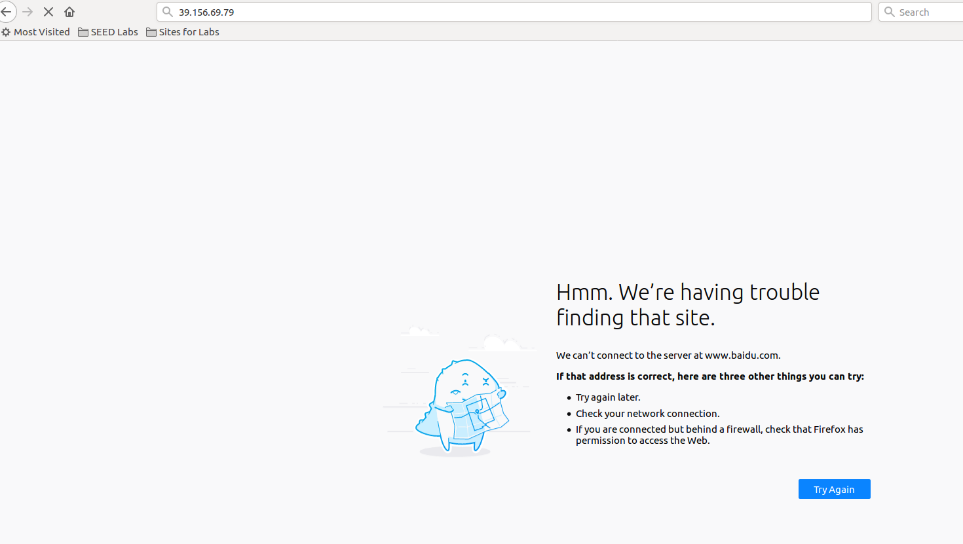 39.156.69.79
Search
Most Visited SEED Labs Sites for Labs
Hmm. We’re having trouble
finding that site.
We can’t connect to the server at www.baidu.com.
If that address is correct, here are three other things you can try:
• Try again later.
• Check your network connection.
• If you are connected but behind a firewall, check that Firefox has
permission to access the Web.
Try Again